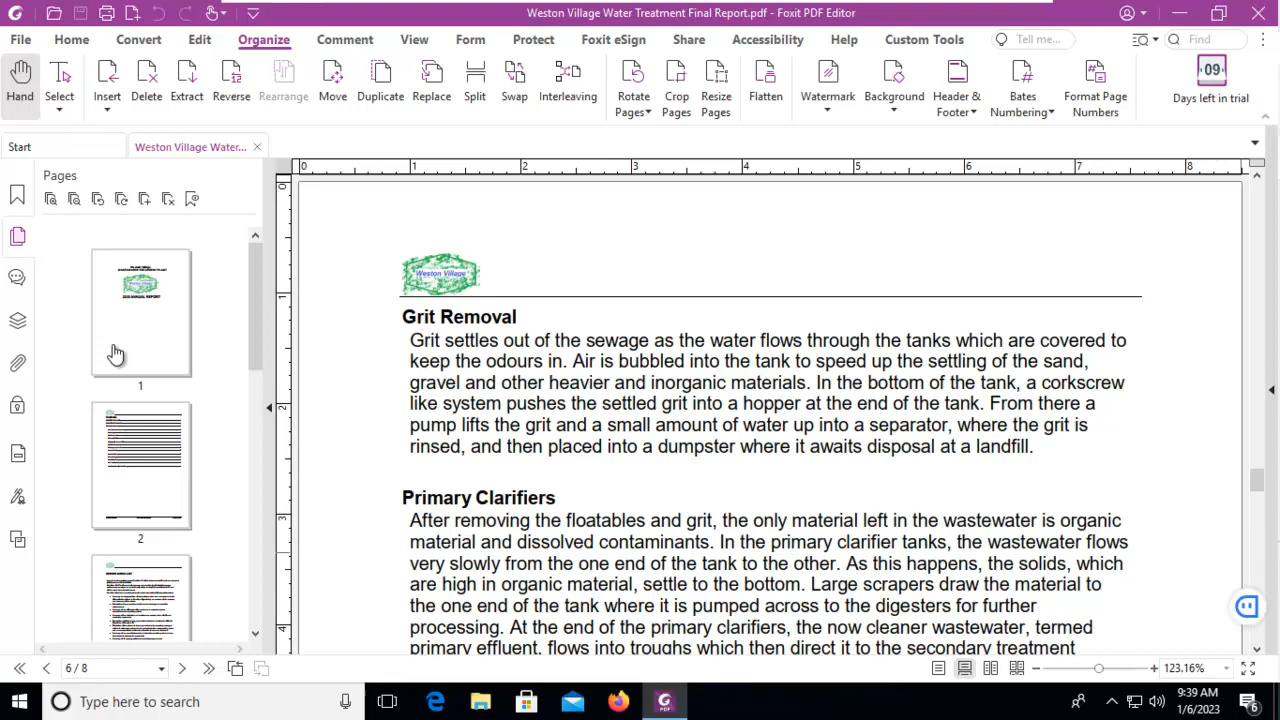 Weston Village Water Treatment Final Report.pdf - Foxit PDF Editor
File Home Convert Edit Organize Comment View Form Protect Foxit eSign Share Accessibility Help Custom Tools Tell me... Find
Hand Select Insert Delete Extract Reverse Rearrange Move Duplicate Replace Split Swap Interleaving Rotate Pages Crop Pages Resize Pages Flatten Watermark Background Header & Footer Bates Numbering Format Page Numbers 09 Days left in trial
Start Weston Village Water...
Pages
0 1 2 3 4 5 6 7 8
Weston Village
2020 ANNUAL REPORT
1
2
Weston Village
Grit Removal
Grit settles out of the sewage as the water flows through the tanks which are covered to
keep the odours in. Air is bubbled into the tank to speed up the settling of the sand,
gravel and other heavier and inorganic materials. In the bottom of the tank, a corkscrew
like system pushes the settled grit into a hopper at the end of the tank. From there a
pump lifts the grit and a small amount of water up into a separator, where the grit is
rinsed, and then placed into a dumpster where it awaits disposal at a landfill.
Primary Clarifiers
After removing the floatables and grit, the only material left in the wastewater is organic
material and dissolved contaminants. In the primary clarifier tanks, the wastewater flows
very slowly from the one end of the tank to the other. As this happens, the solids, which
are high in organic material, settle to the bottom. Large scrapers draw the material to
the one end of the tank where it is pumped across to the digesters for further
processing. At the end of the primary clarifiers, the now cleaner wastewater, termed
primary effluent, flows into troughs which then direct it to the secondary treatment
0 1 2 3 4
6 / 8 123.16%
Type here to search
9:39 AM
1/6/2023
6